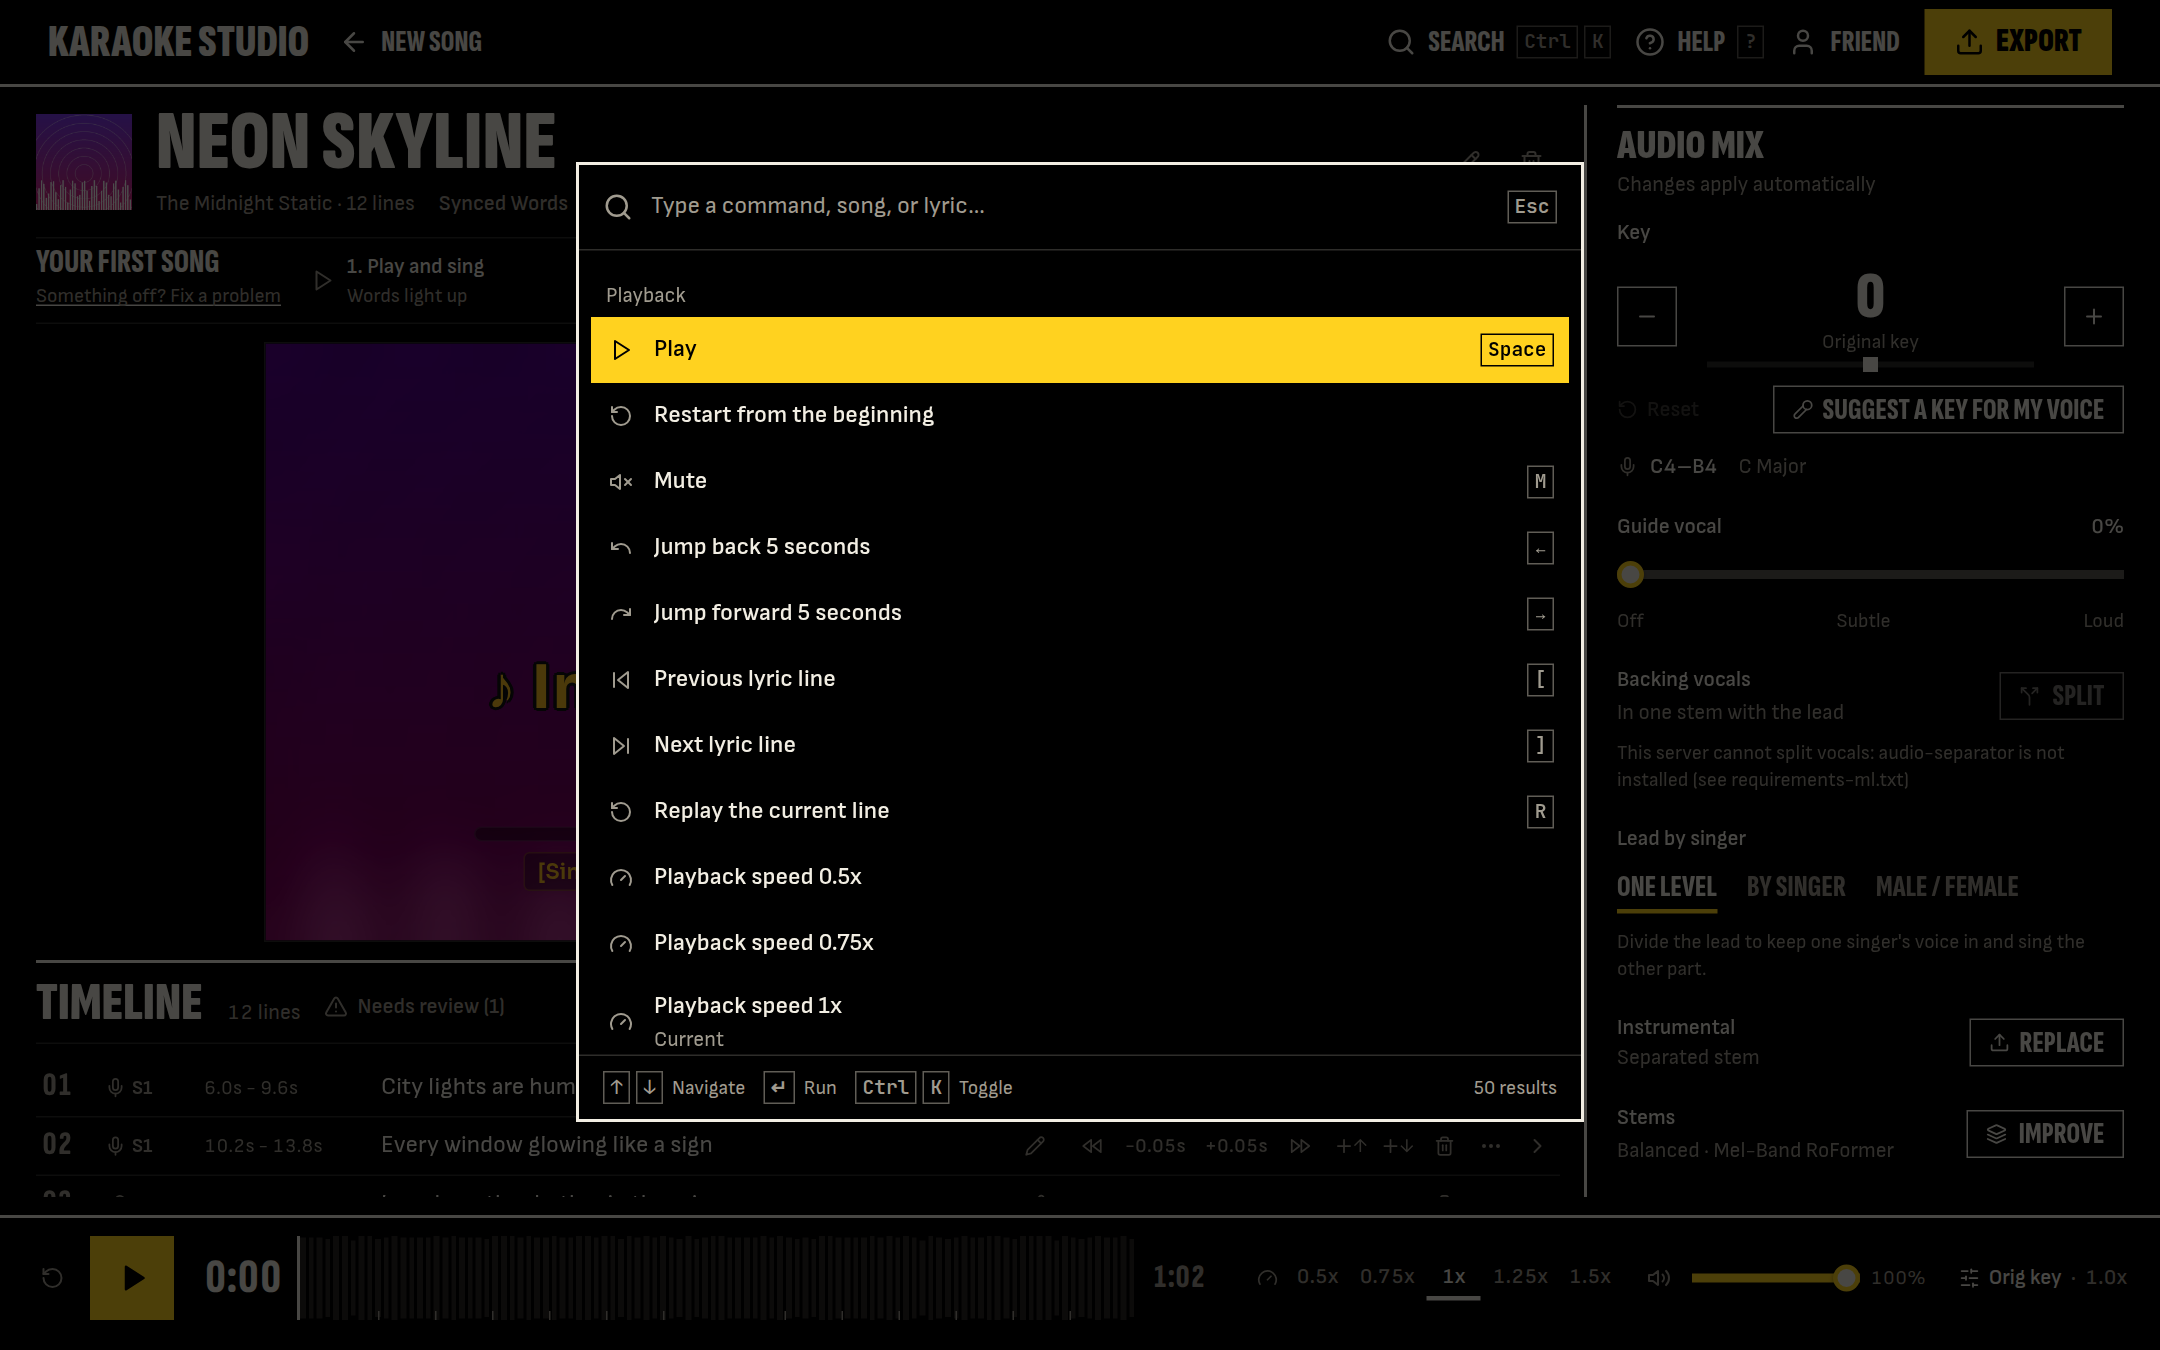 KARAOKE STUDIO
NEW SONG
SEARCH Ctrl K
HELP ?
FRIEND
EXPORT
NEON SKYLINE
The Midnight Static · 12 lines Synced Words
YOUR FIRST SONG
Something off? Fix a problem
1. Play and sing
Words light up
Type a command, song, or lyric...
Esc
Playback
Play Space
Restart from the beginning
Mute M
Jump back 5 seconds ←
Jump forward 5 seconds →
Previous lyric line [
Next lyric line ]
Replay the current line R
Playback speed 0.5x
Playback speed 0.75x
Playback speed 1x
Current
↑ ↓ Navigate ↵ Run Ctrl K Toggle
50 results
AUDIO MIX
Changes apply automatically
Key
− 0 +
Original key
Reset
SUGGEST A KEY FOR MY VOICE
C4–B4 C Major
Guide vocal 0%
Off Subtle Loud
Backing vocals
In one stem with the lead
SPLIT
This server cannot split vocals: audio-separator is not
installed (see requirements-ml.txt)
Lead by singer
ONE LEVEL BY SINGER MALE / FEMALE
Divide the lead to keep one singer's voice in and sing the
other part.
Instrumental
Separated stem
REPLACE
Stems
Balanced · Mel-Band RoFormer
IMPROVE
TIMELINE 12 lines Needs review (1)
01 S1 6.0s - 9.6s City lights are hum
02 S1 10.2s - 13.8s Every window glowing like a sign -0.05s +0.05s
0:00
1:02
0.5x 0.75x 1x 1.25x 1.5x
100%
Orig key · 1.0x